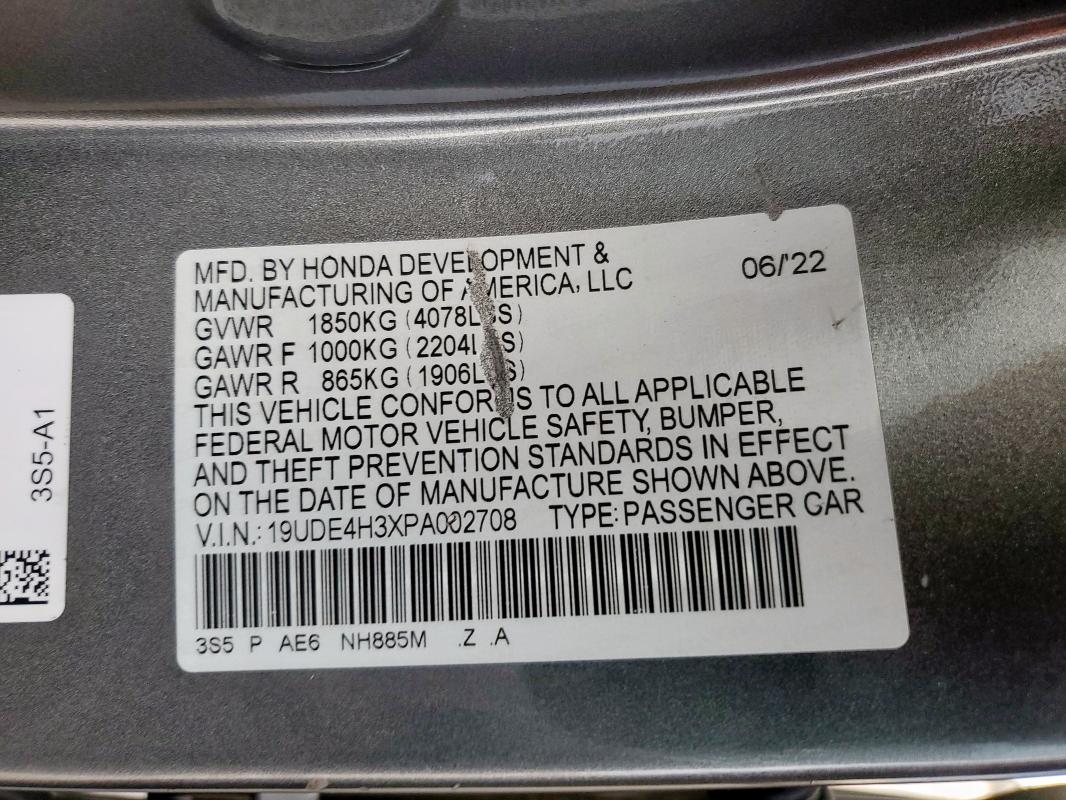 MFD. BY HONDA DEVELOPMENT &
MANUFACTURING OF AMERICA, LLC
06/'22
GVWR 1850KG (4078LBS)
GAWR F 1000KG (2204LBS)
GAWR R 865KG (1906LBS)
THIS VEHICLE CONFORMS TO ALL APPLICABLE
FEDERAL MOTOR VEHICLE SAFETY, BUMPER,
AND THEFT PREVENTION STANDARDS IN EFFECT
ON THE DATE OF MANUFACTURE SHOWN ABOVE.
V.I.N.: 19UDE4H3XPA002708 TYPE: PASSENGER CAR
3S5 P AE6 NH885M .Z .A
3S5-A1